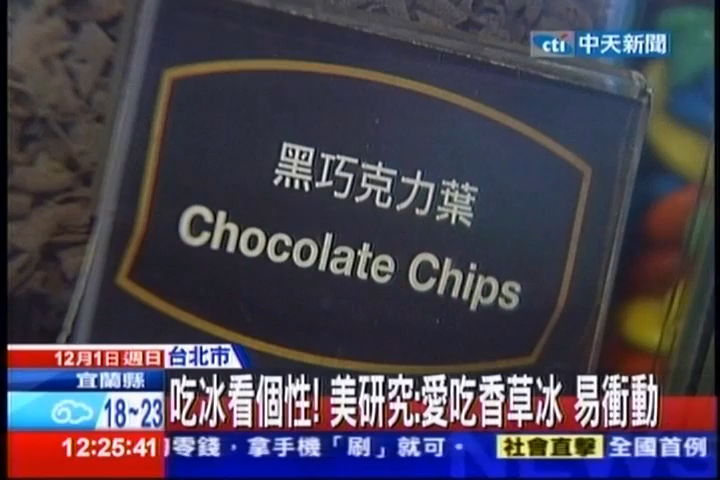 cti 中天新聞
黑巧克力葉
Chocolate Chips
12月1日週日
台北市
宜蘭縣
18~23
吃冰看個性! 美研究:愛吃香草冰 易衝動
12:25:41
零錢，拿手機「刷」就可。
社會直擊
全國首例
NEWS